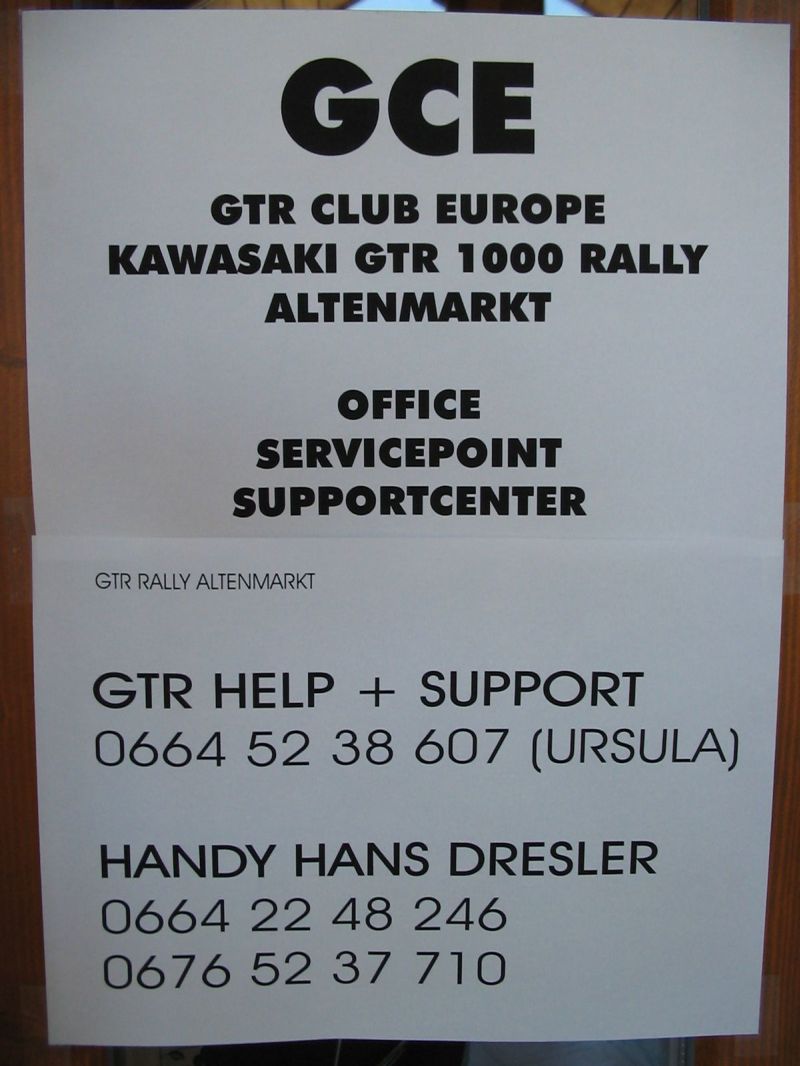 GCE
GTR CLUB EUROPE
KAWASAKI GTR 1000 RALLY
ALTENMARKT
OFFICE
SERVICEPOINT
SUPPORTCENTER
GTR RALLY ALTENMARKT
GTR HELP + SUPPORT
0664 52 38 607 (URSULA)
HANDY HANS DRESLER
0664 22 48 246
0676 52 37 710